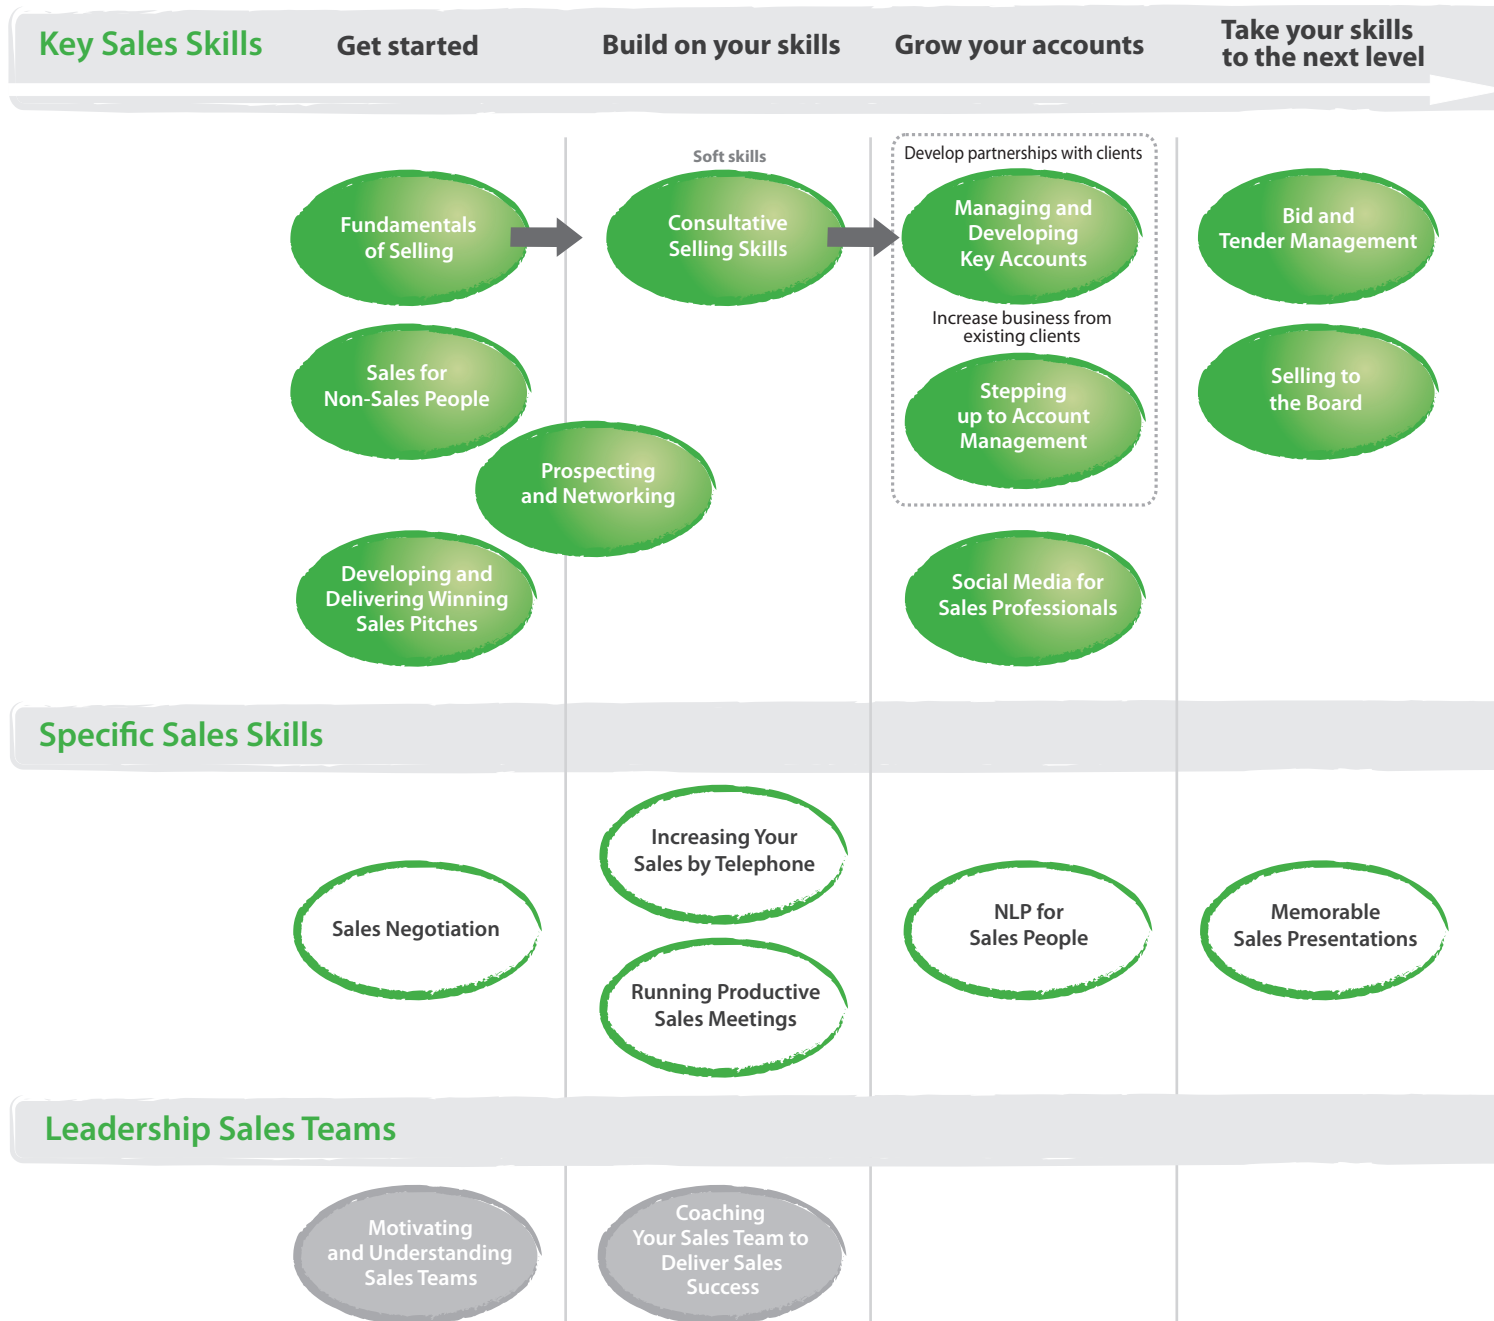 Key Sales Skills
Get started
Build on your skills
Grow your accounts
Take your skills
to the next level
Fundamentals
of Selling
Soft skills
Consultative
Selling Skills
Develop partnerships with clients
Managing and
Developing
Key Accounts
Bid and
Tender Management
Sales for
Non-Sales People
Increase business from
existing clients
Stepping
up to Account
Management
Selling to
the Board
Prospecting
and Networking
Developing and
Delivering Winning
Sales Pitches
Social Media for
Sales Professionals
Specific Sales Skills
Sales Negotiation
Increasing Your
Sales by Telephone
Running Productive
Sales Meetings
NLP for
Sales People
Memorable
Sales Presentations
Leadership Sales Teams
Motivating
and Understanding
Sales Teams
Coaching
Your Sales Team to
Deliver Sales
Success